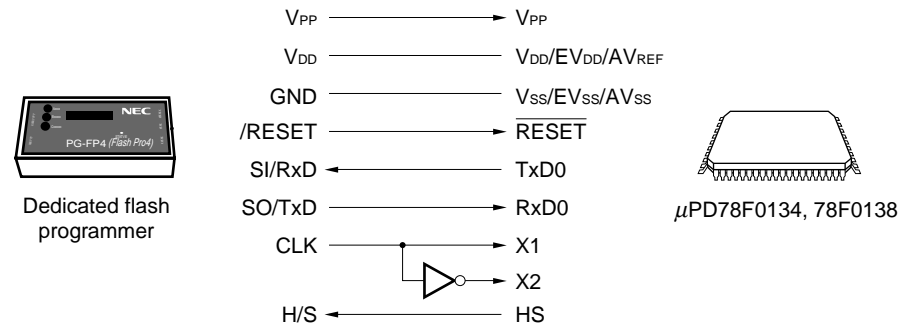 VPP VPP
VDD VDD/EVDD/AVREF
GND VSS/EVSS/AVSS
/RESET RESET
SI/RxD TxD0
SO/TxD RxD0
CLK X1
X2
H/S HS
NEC
PG-FP4 (Flash Pro4)
Dedicated flash
programmer
μPD78F0134, 78F0138